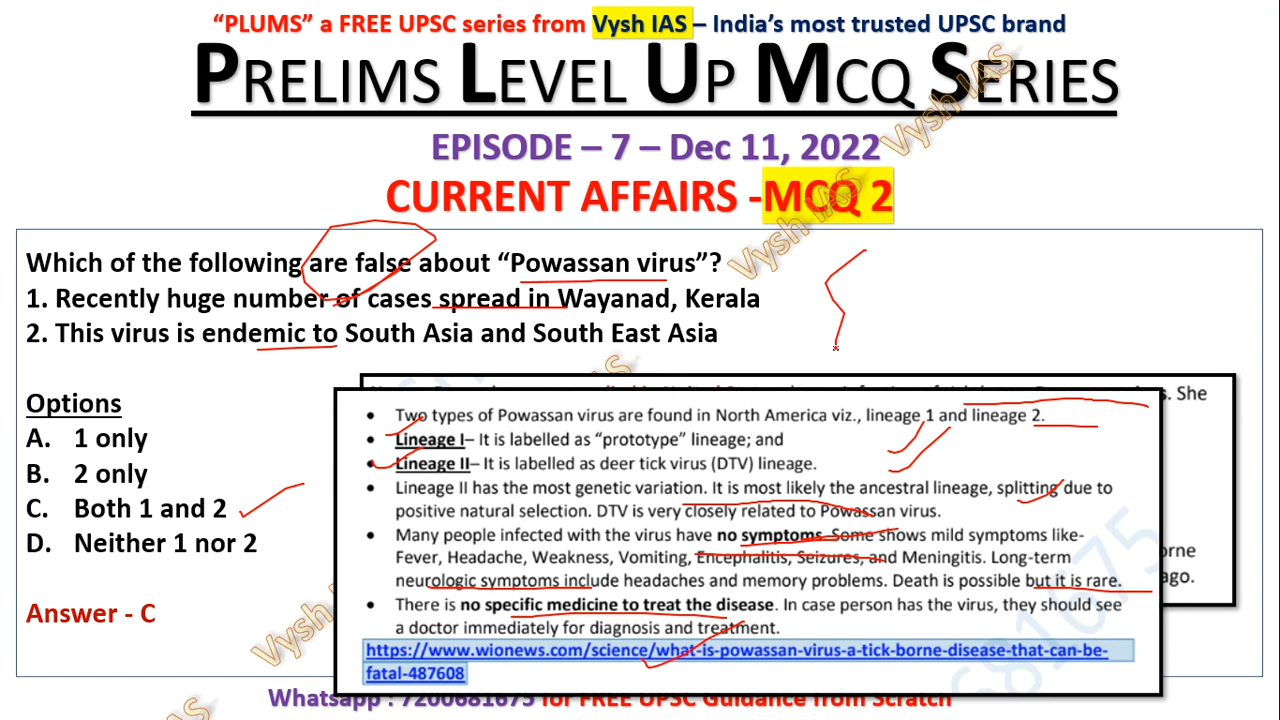 “PLUMS” a FREE UPSC series from Vysh IAS – India’s most trusted UPSC brand
PRELIMS LEVEL UP MCQ SERIES
EPISODE – 7 – Dec 11, 2022
CURRENT AFFAIRS -MCQ 2
Which of the following are false about “Powassan virus”?
1. Recently huge number of cases spread in Wayanad, Kerala
2. This virus is endemic to South Asia and South East Asia
Options
A. 1 only
B. 2 only
C. Both 1 and 2
D. Neither 1 nor 2
Answer - C
She
• Two types of Powassan virus are found in North America viz., lineage 1 and lineage 2.
• Lineage I– It is labelled as “prototype” lineage; and
• Lineage II– It is labelled as deer tick virus (DTV) lineage.
• Lineage II has the most genetic variation. It is most likely the ancestral lineage, splitting due to
positive natural selection. DTV is very closely related to Powassan virus.
• Many people infected with the virus have no symptoms. Some shows mild symptoms like-
Fever, Headache, Weakness, Vomiting, Encephalitis, Seizures, and Meningitis. Long-term
neurologic symptoms include headaches and memory problems. Death is possible but it is rare.
• There is no specific medicine to treat the disease. In case person has the virus, they should see
a doctor immediately for diagnosis and treatment.
https://www.wionews.com/science/what-is-powassan-virus-a-tick-borne-disease-that-can-be-
fatal-487608
orne
ago.
Whatsapp : 7200681675 for FREE UPSC Guidance from Scratch
Vysh IAS
Vysh IAS